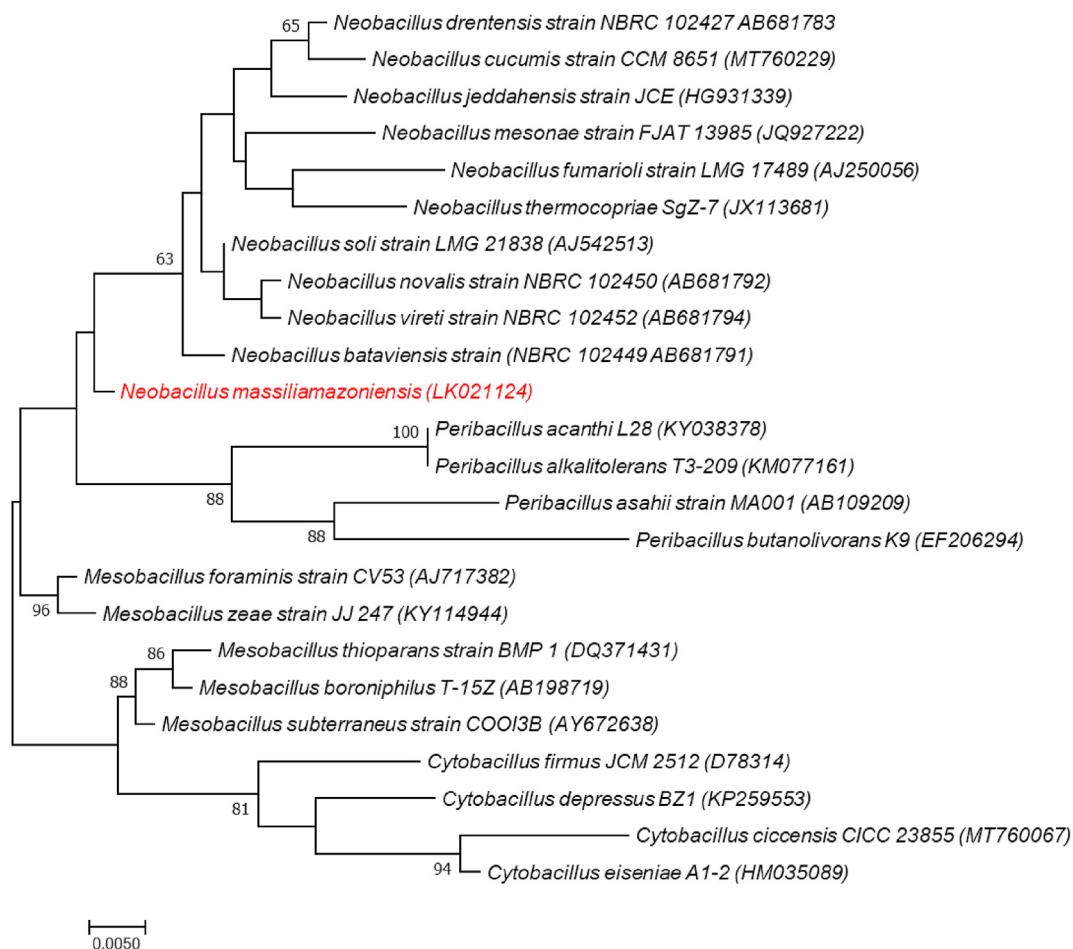 65
Neobacillus drentensis strain NBRC 102427 AB681783
Neobacillus cucumis strain CCM 8651 (MT760229)
Neobacillus jeddahensis strain JCE (HG931339)
Neobacillus mesonae strain FJAT 13985 (JQ927222)
Neobacillus fumarioli strain LMG 17489 (AJ250056)
Neobacillus thermocopriae SgZ-7 (JX113681)
Neobacillus soli strain LMG 21838 (AJ542513)
63
Neobacillus novalis strain NBRC 102450 (AB681792)
Neobacillus vireti strain NBRC 102452 (AB681794)
Neobacillus bataviensis strain (NBRC 102449 AB681791)
Neobacillus massiliamazoniensis (LK021124)
100
Peribacillus acanthi L28 (KY038378)
Peribacillus alkalitolerans T3-209 (KM077161)
88
Peribacillus asahii strain MA001 (AB109209)
88
Peribacillus butanolivorans K9 (EF206294)
Mesobacillus foraminis strain CV53 (AJ717382)
96
Mesobacillus zeae strain JJ 247 (KY114944)
86
Mesobacillus thioparans strain BMP 1 (DQ371431)
88
Mesobacillus boroniphilus T-15Z (AB198719)
Mesobacillus subterraneus strain COOI3B (AY672638)
Cytobacillus firmus JCM 2512 (D78314)
81
Cytobacillus depressus BZ1 (KP259553)
Cytobacillus ciccensis CICC 23855 (MT760067)
94
Cytobacillus eiseniae A1-2 (HM035089)
0.0050